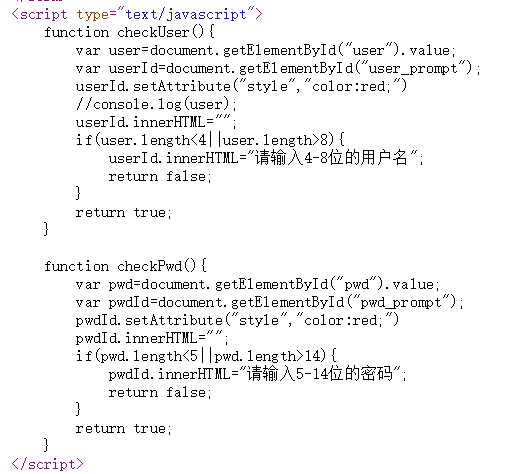 <script type="text/javascript">
function checkUser(){
var user=document.getElementById("user").value;
var userId=document.getElementById("user_prompt");
userId.setAttribute("style","color:red;")
//console.log(user);
userId.innerHTML="";
if(user.length<4||user.length>8){
userId.innerHTML="请输入4-8位的用户名";
return false;
}
return true;
}
function checkPwd(){
var pwd=document.getElementById("pwd").value;
var pwdId=document.getElementById("pwd_prompt");
pwdId.setAttribute("style","color:red;")
pwdId.innerHTML="";
if(pwd.length<5||pwd.length>14){
pwdId.innerHTML="请输入5-14位的密码";
return false;
}
return true;
}
</script>